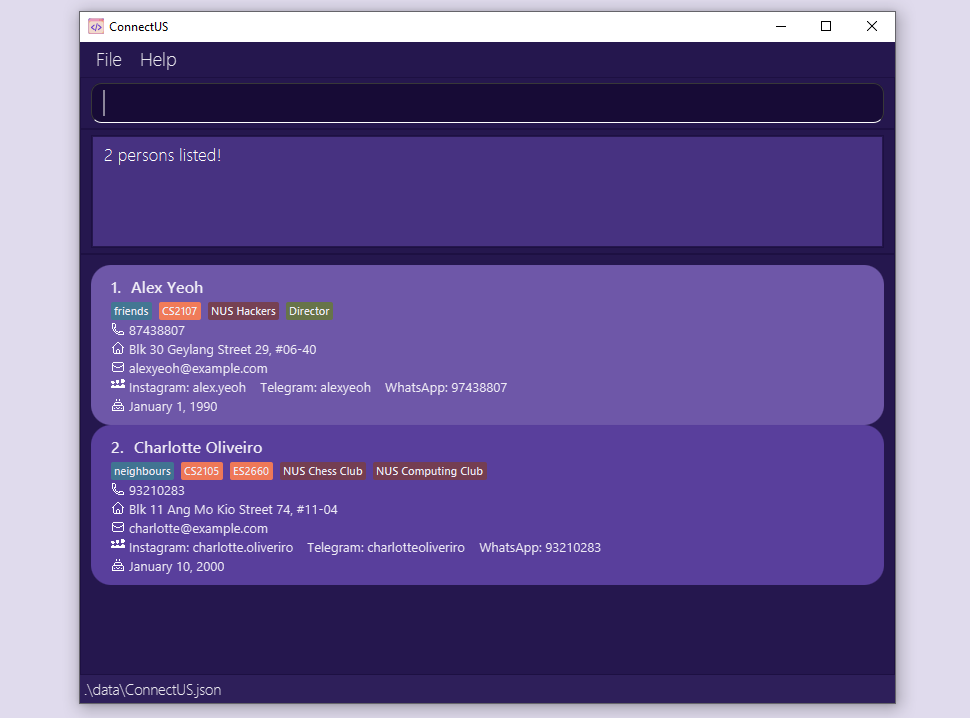 ConnectUS
File Help
2 persons listed!
1. Alex Yeoh
friends CS2107 NUS Hackers Director
87438807
Blk 30 Geylang Street 29, #06-40
alexyeoh@example.com
Instagram: alex.yeoh Telegram: alexyeoh WhatsApp: 97438807
January 1, 1990
2. Charlotte Oliveiro
neighbours CS2105 ES2660 NUS Chess Club NUS Computing Club
93210283
Blk 11 Ang Mo Kio Street 74, #11-04
charlotte@example.com
Instagram: charlotte.oliveriro Telegram: charlotteoliveriro WhatsApp: 93210283
January 10, 2000
.\data\ConnectUS.json